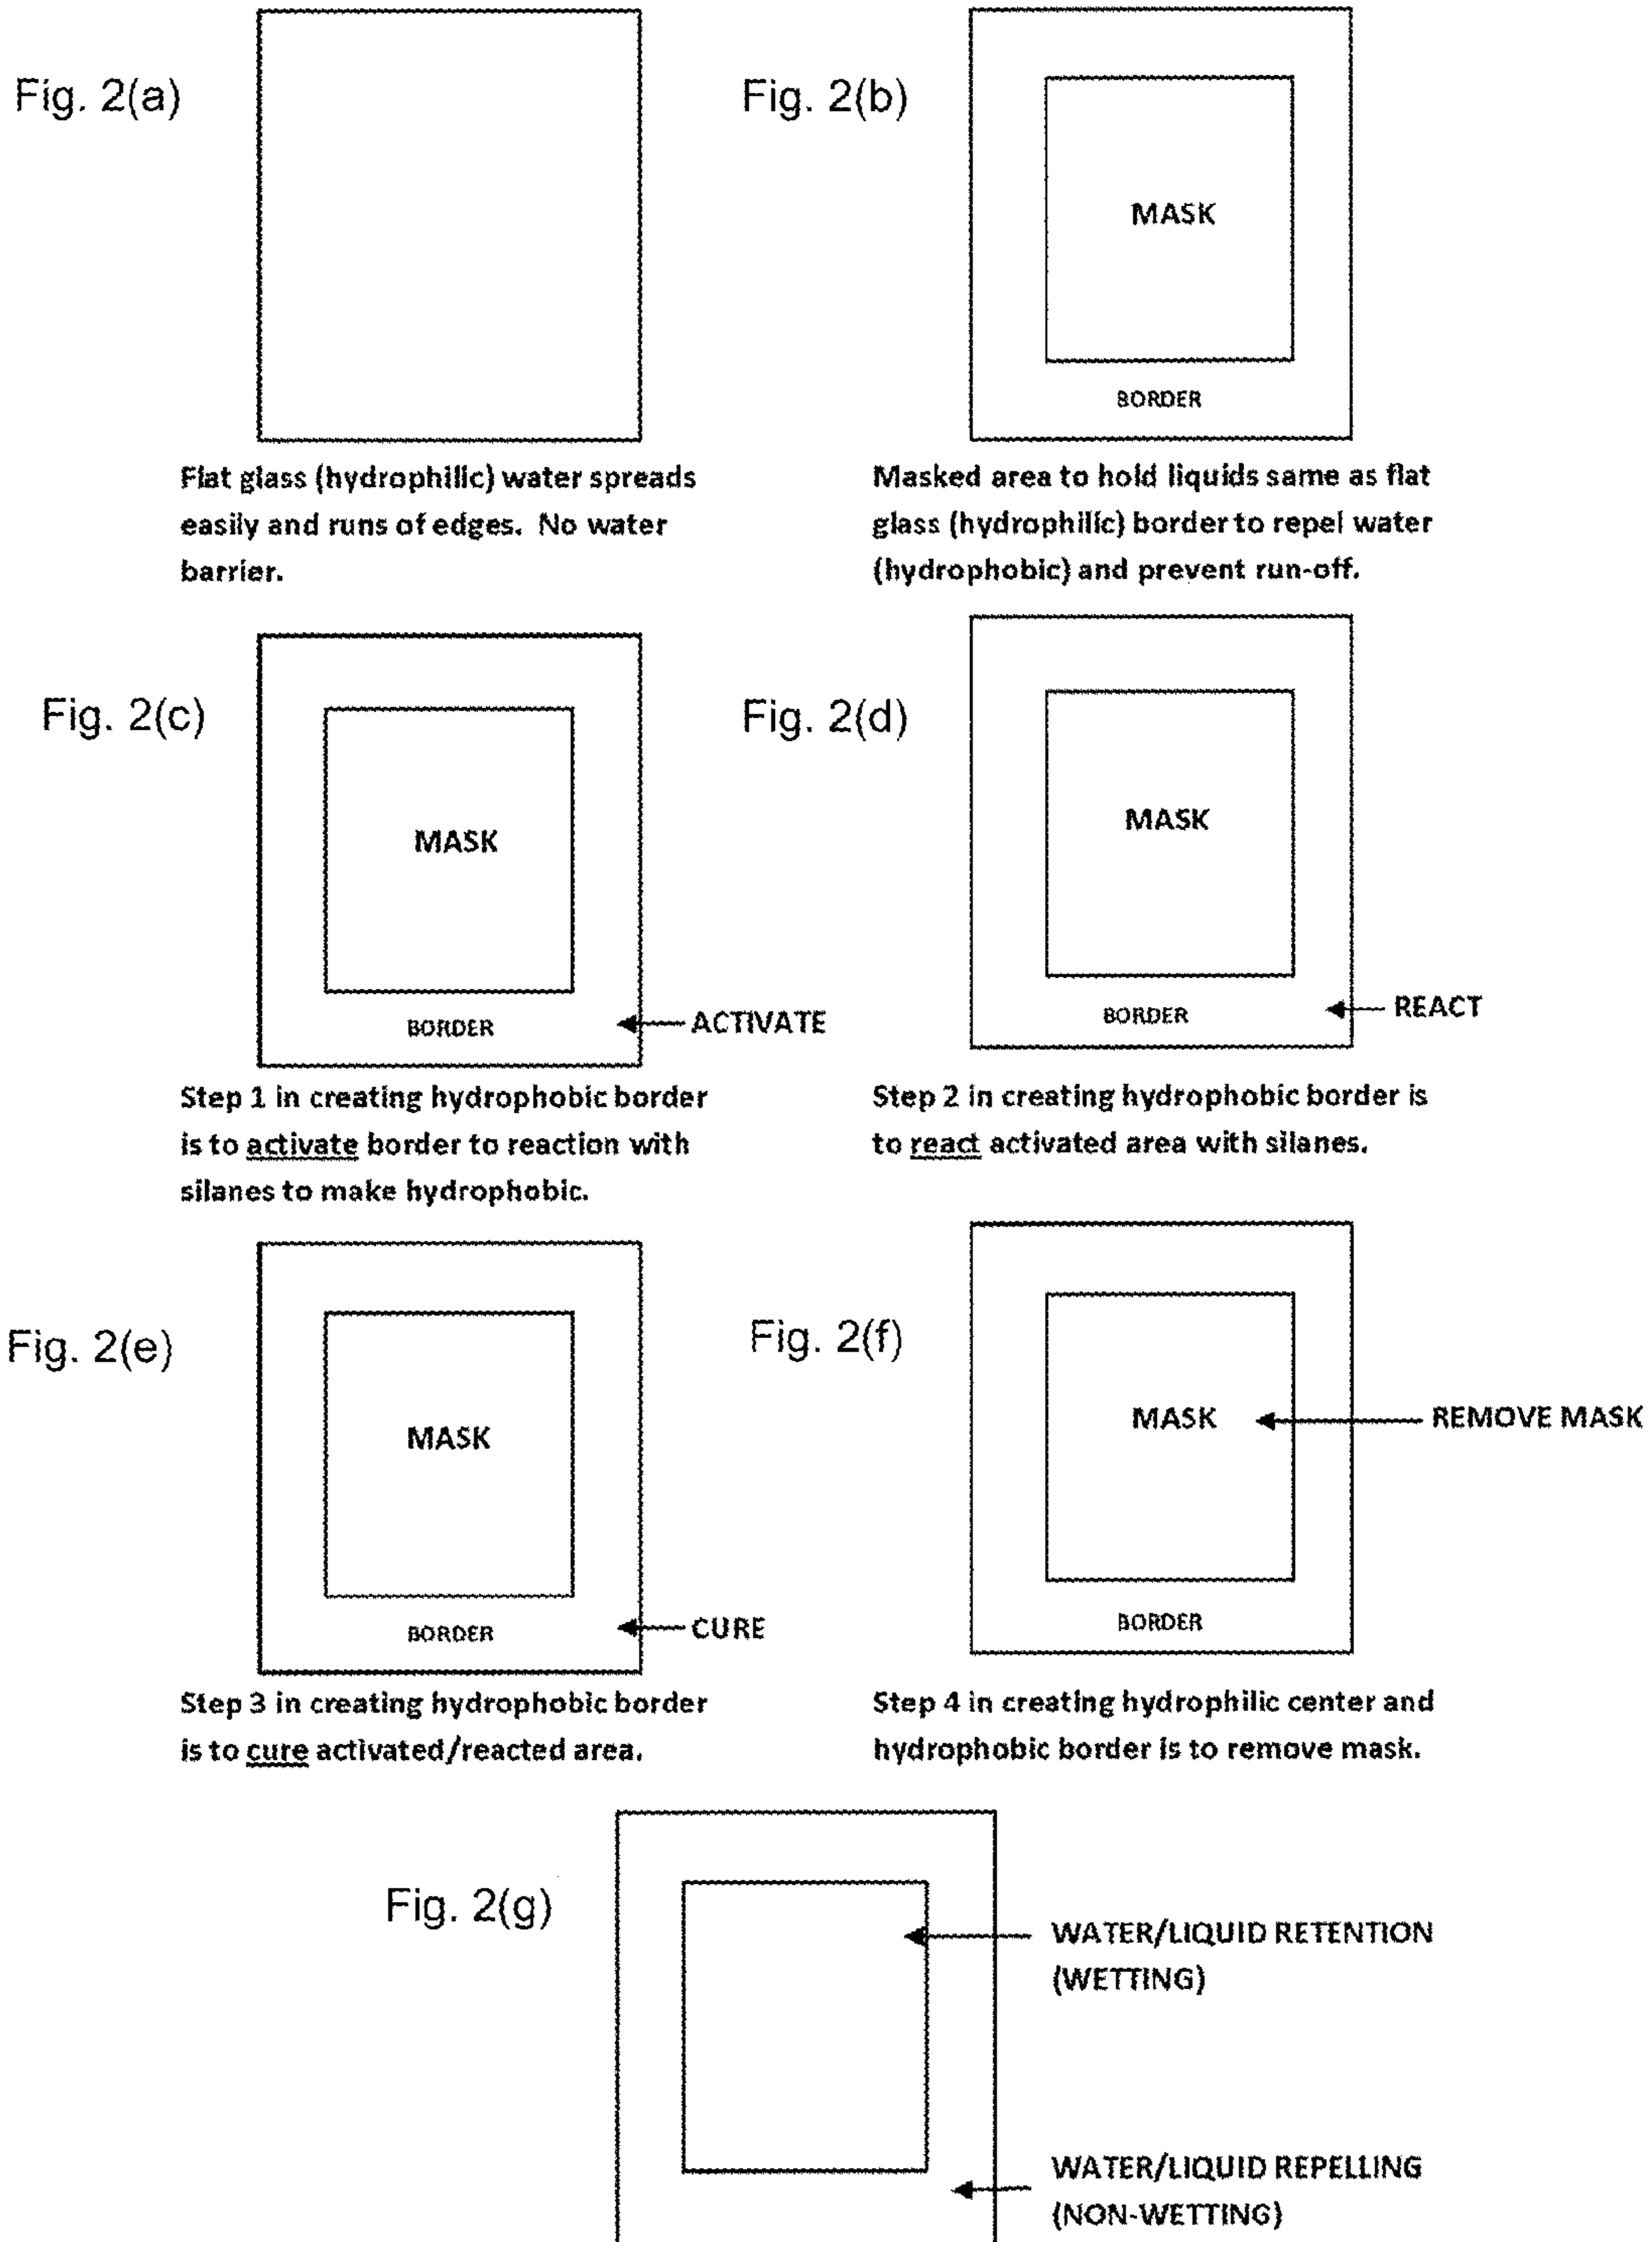 Fig. 2(a)
Flat glass (hydrophilic) water spreads
easily and runs of edges. No water
barrier.
Fig. 2(b)
MASK
BORDER
Masked area to hold liquids same as flat
glass (hydrophilic) border to repel water
(hydrophobic) and prevent run-off.
Fig. 2(c)
MASK
BORDER
ACTIVATE
Step 1 in creating hydrophobic border
is to activate border to reaction with
silanes to make hydrophobic.
Fig. 2(d)
MASK
BORDER
REACT
Step 2 in creating hydrophobic border is
to react activated area with silanes.
Fig. 2(e)
MASK
BORDER
CURE
Step 3 in creating hydrophobic border
is to cure activated/reacted area.
Fig. 2(f)
MASK
REMOVE MASK
BORDER
Step 4 in creating hydrophilic center and
hydrophobic border is to remove mask.
Fig. 2(g)
WATER/LIQUID RETENTION
(WETTING)
WATER/LIQUID REPELLING
(NON-WETTING)